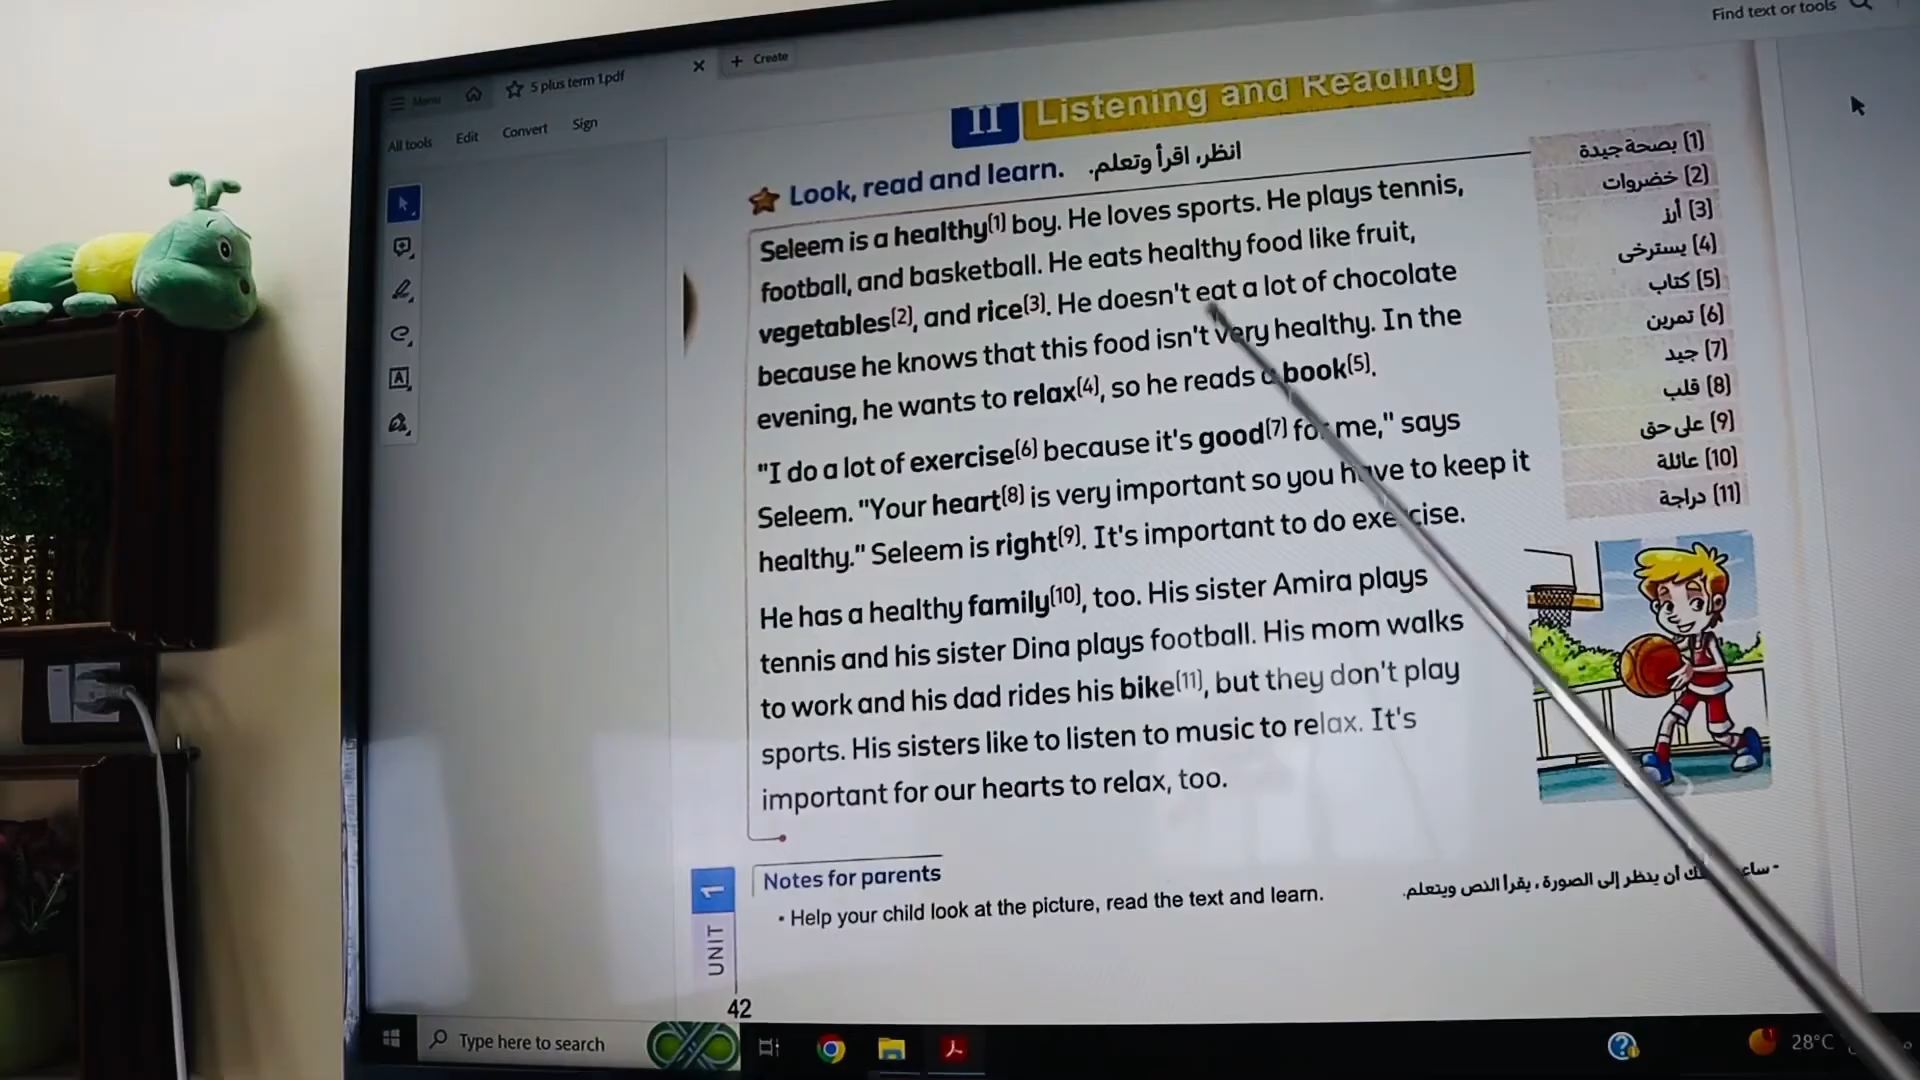 Find text or tools
Menu
5 plus term 1.pdf
+ Create
All tools
Edit
Convert
Sign
II Listening and Reading
Look, read and learn. انظر، اقرأ وتعلم.
Seleem is a healthy(1) boy. He loves sports. He plays tennis,
football, and basketball. He eats healthy food like fruit,
vegetables(2), and rice(3). He doesn't eat a lot of chocolate
because he knows that this food isn't very healthy. In the
evening, he wants to relax(4), so he reads a book(5).
"I do a lot of exercise(6) because it's good(7) for me," says
Seleem. "Your heart(8) is very important so you have to keep it
healthy." Seleem is right(9). It's important to do exercise.
He has a healthy family(10), too. His sister Amira plays
tennis and his sister Dina plays football. His mom walks
to work and his dad rides his bike(11), but they don't play
sports. His sisters like to listen to music to relax. It's
important for our hearts to relax, too.
(1) بصحة جيدة
(2) خضروات
(3) أرز
(4) يسترخى
(5) كتاب
(6) تمرين
(7) جيد
(8) قلب
(9) على حق
(10) عائلة
(11) دراجة
Notes for parents
• Help your child look at the picture, read the text and learn.
أن ينظر إلى الصورة، يقرأ النص ويتعلم.
UNIT 1
42
Type here to search
28°C